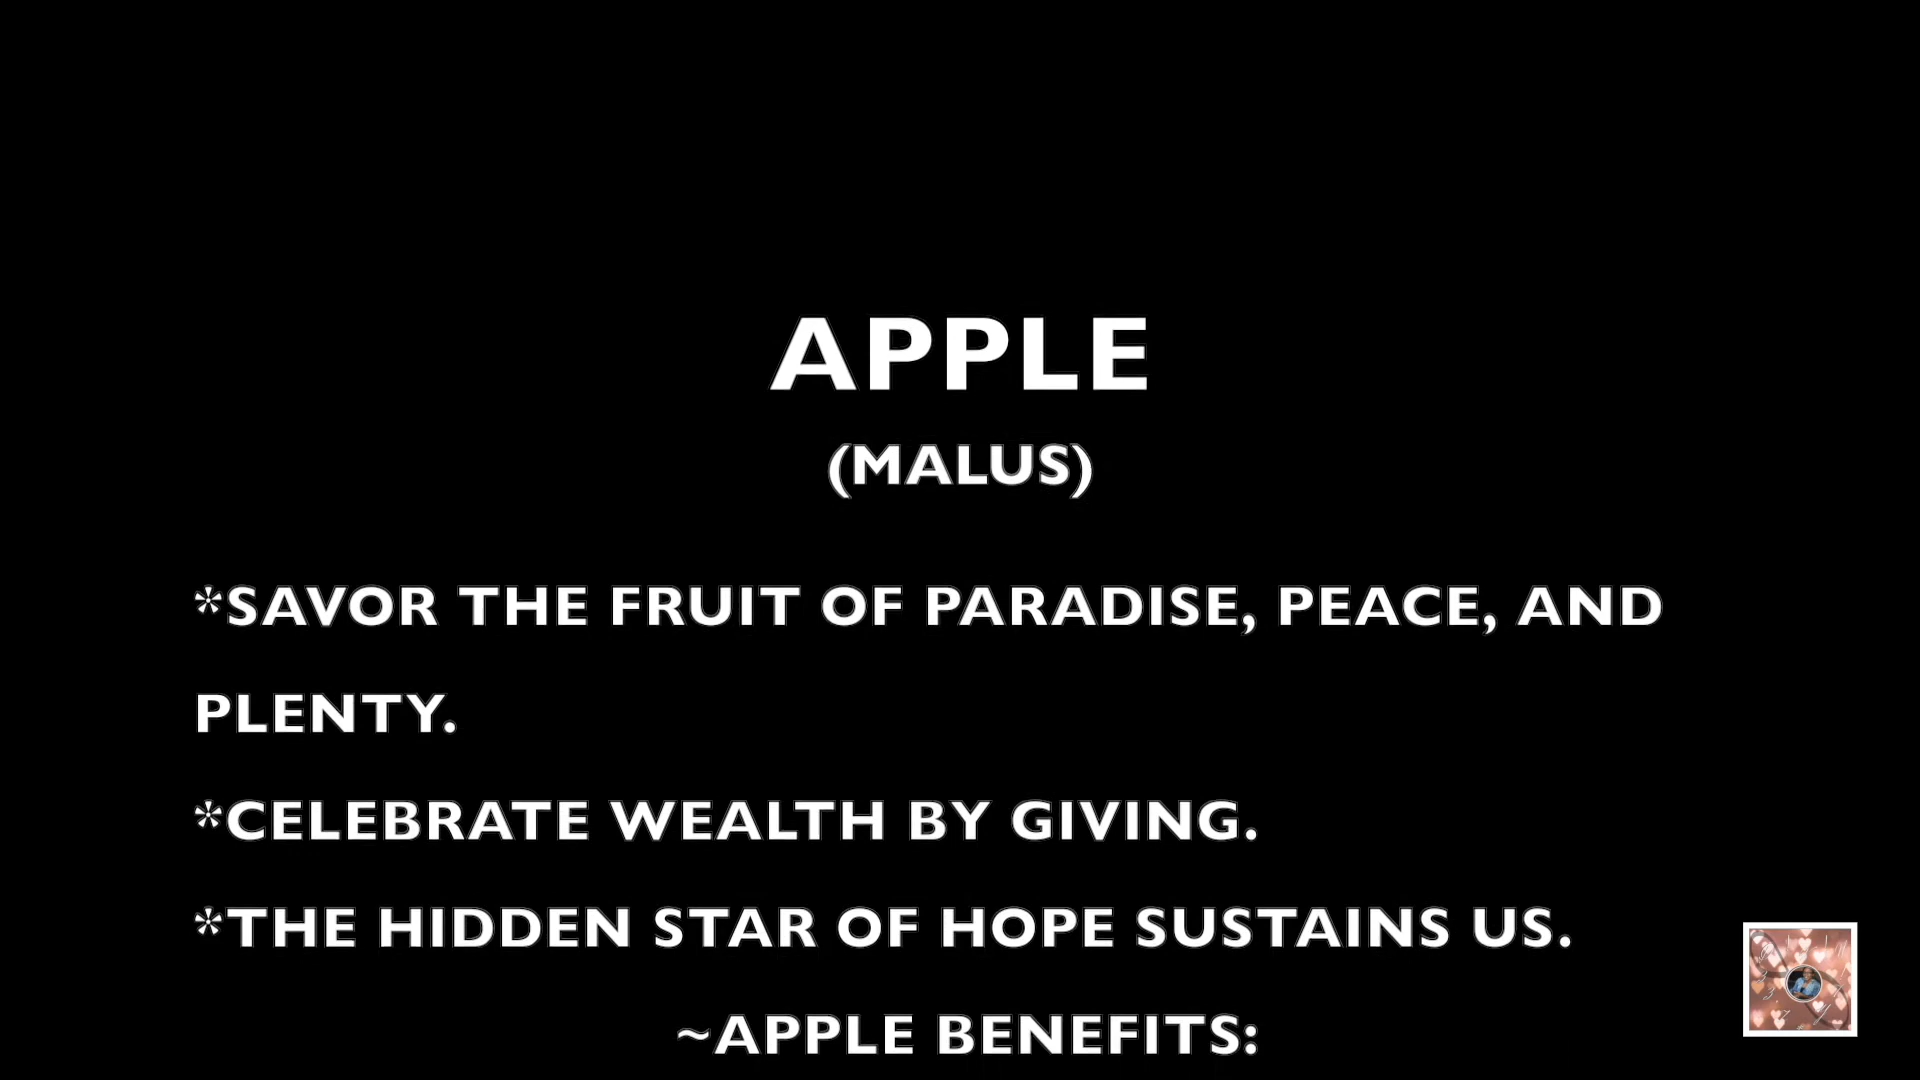 APPLE
(MALUS)
*SAVOR THE FRUIT OF PARADISE, PEACE, AND
PLENTY.
*CELEBRATE WEALTH BY GIVING.
*THE HIDDEN STAR OF HOPE SUSTAINS US.
~APPLE BENEFITS: